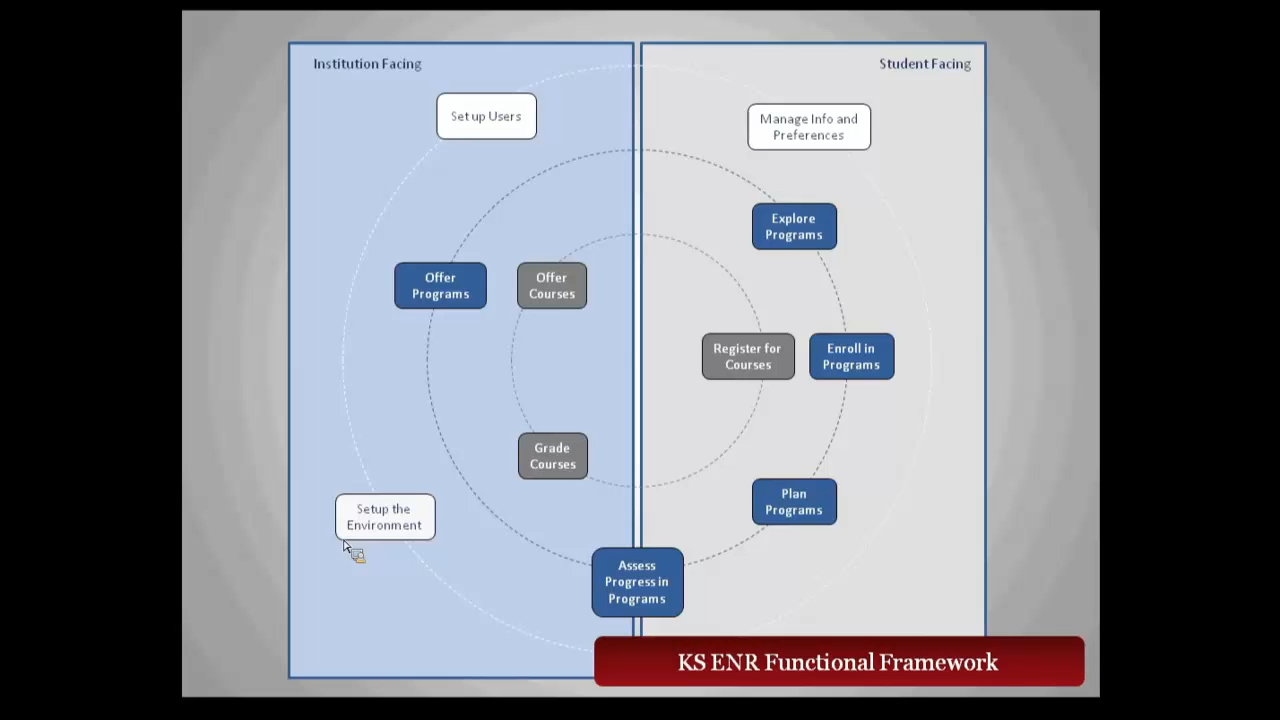 Institution Facing
Student Facing
Set up Users
Manage Info and
Preferences
Explore
Programs
Offer
Programs
Offer
Courses
Register for
Courses
Enroll in
Programs
Grade
Courses
Plan
Programs
Setup the
Environment
Assess
Progress in
Programs
KS ENR Functional Framework